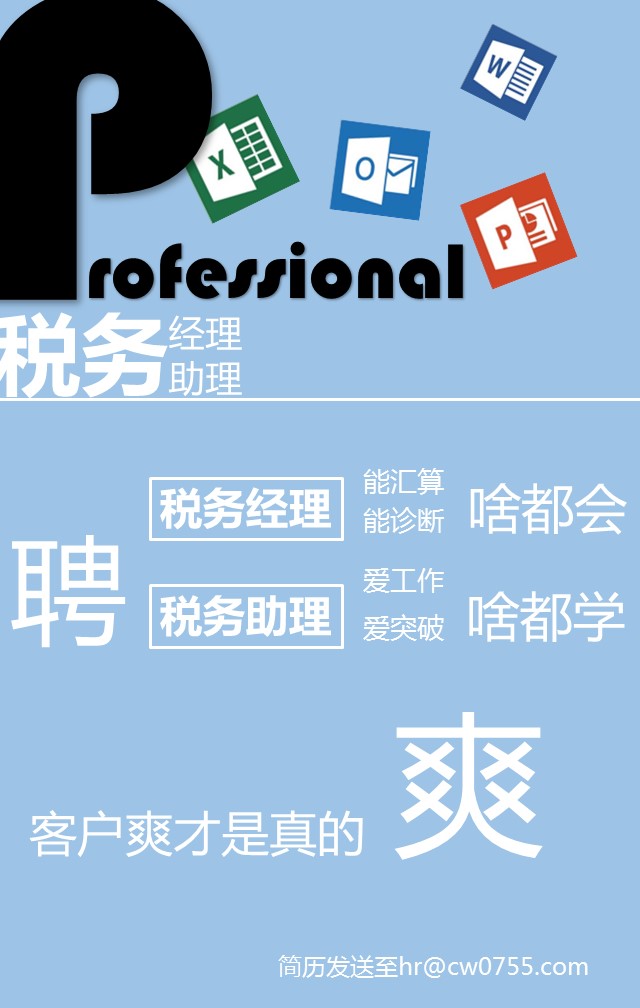 Professional
税务 经理
助理
聘
税务经理 能汇算 能诊断 啥都会
税务助理 爱工作 爱突破 啥都学
客户爽才是真的 爽
简历发送至hr@cw0755.com
X
O
W
P